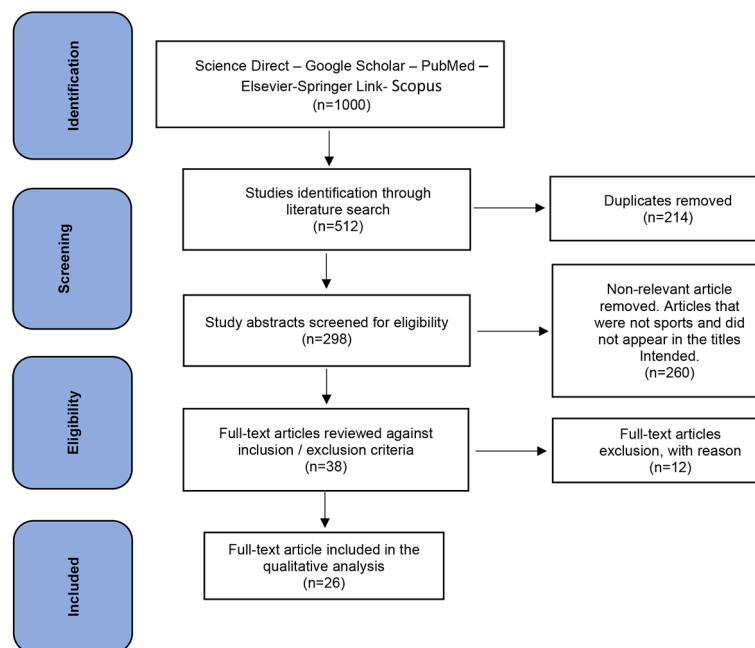 Identification
Science Direct – Google Scholar – PubMed –
Elsevier-Springer Link- Scopus
(n=1000)
Screening
Studies identification through
literature search
(n=512)
Duplicates removed
(n=214)
Study abstracts screened for eligibility
(n=298)
Non-relevant article
removed. Articles that
were not sports and did
not appear in the titles
Intended.
(n=260)
Eligibility
Full-text articles reviewed against
inclusion / exclusion criteria
(n=38)
Full-text articles
exclusion, with reason
(n=12)
Included
Full-text article included in the
qualitative analysis
(n=26)